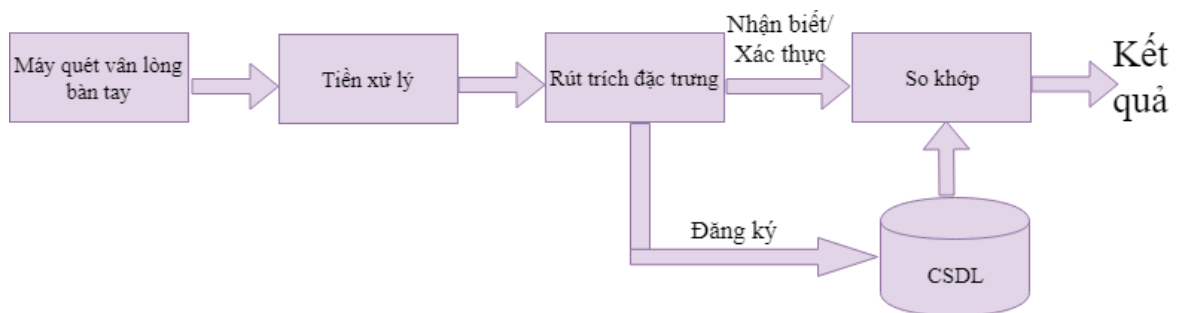 Máy quét vân lòng
bàn tay
Tiền xử lý
Rút trích đặc trưng
Nhận biết/
Xác thực
So khớp
Kết
quả
Đăng ký
CSDL